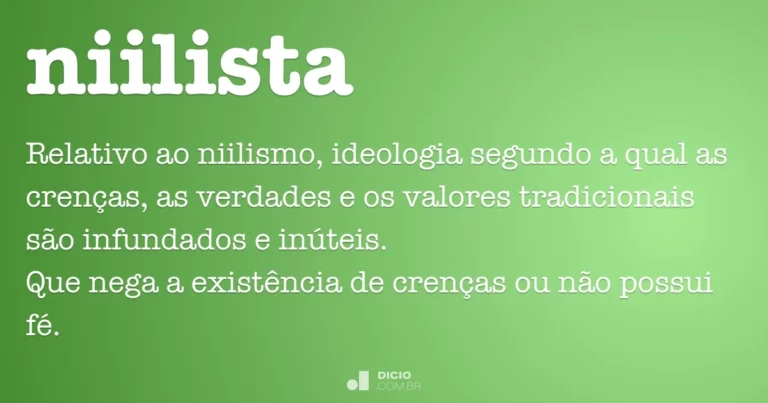 niilista
Relativo ao niilismo, ideologia segundo a qual as
crenças, as verdades e os valores tradicionais
são infundados e inúteis.
Que nega a existência de crenças ou não possui
fé.
DICIO
.COM.BR